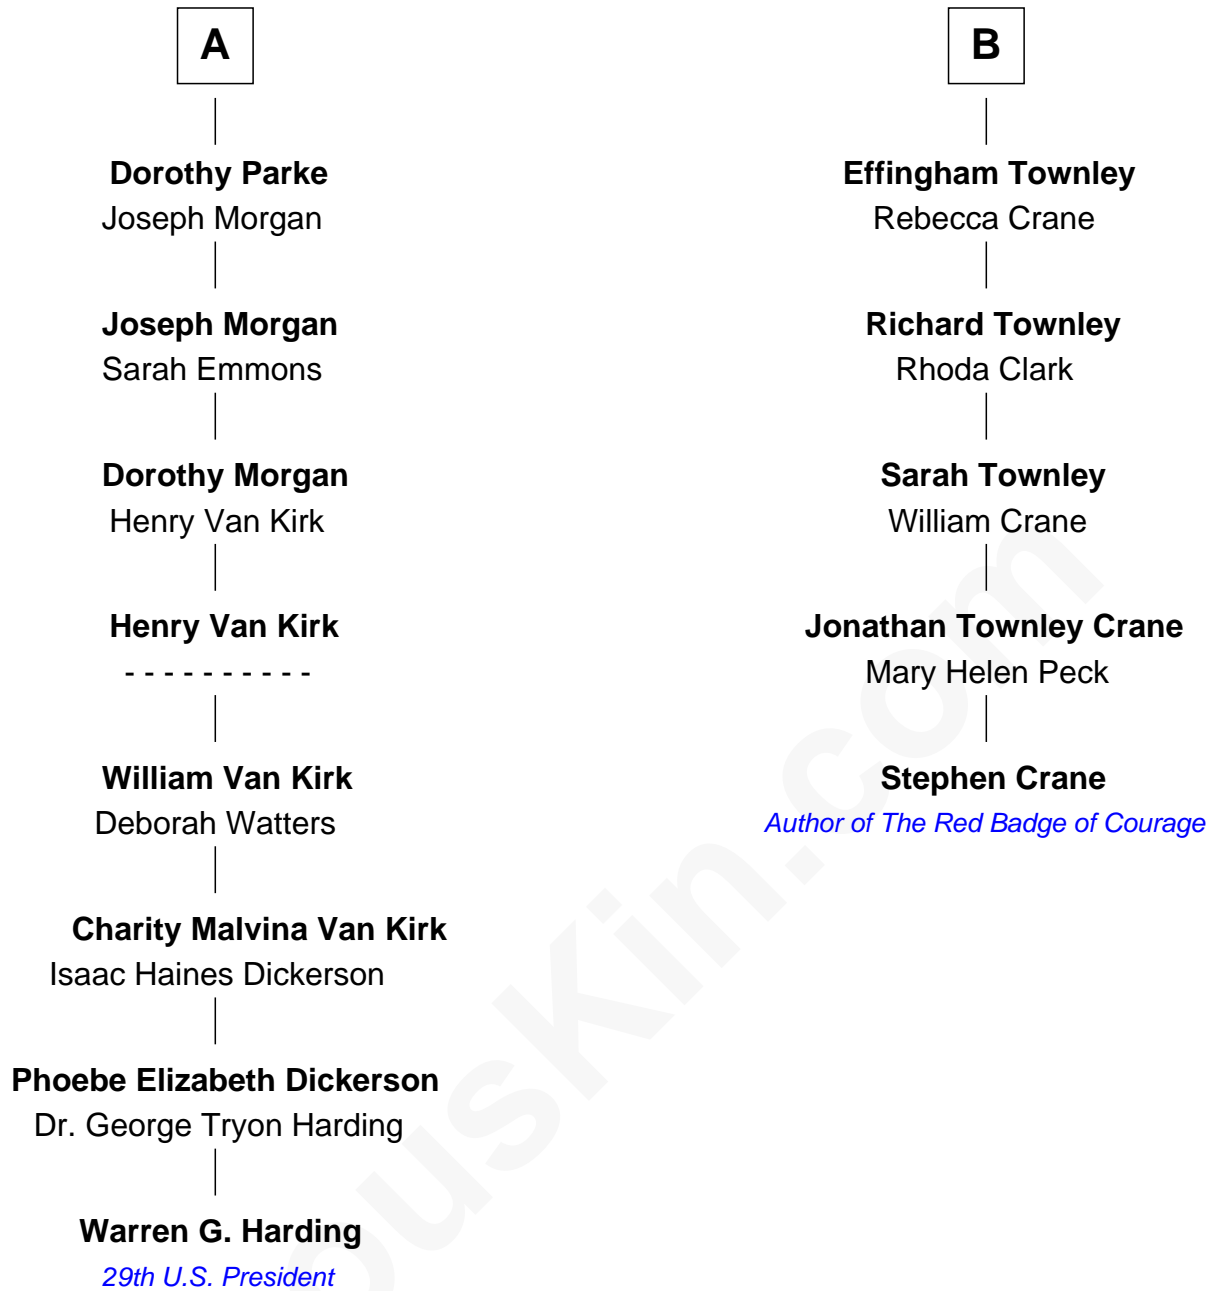 A
Dorothy Parke
Joseph Morgan
Joseph Morgan
Sarah Emmons
Dorothy Morgan
Henry Van Kirk
Henry Van Kirk
- - - - - - - - - -
William Van Kirk
Deborah Watters
Charity Malvina Van Kirk
Isaac Haines Dickerson
Phoebe Elizabeth Dickerson
Dr. George Tryon Harding
Warren G. Harding
29th U.S. President
B
Effingham Townley
Rebecca Crane
Richard Townley
Rhoda Clark
Sarah Townley
William Crane
Jonathan Townley Crane
Mary Helen Peck
Stephen Crane
Author of The Red Badge of Courage
ousKin.com